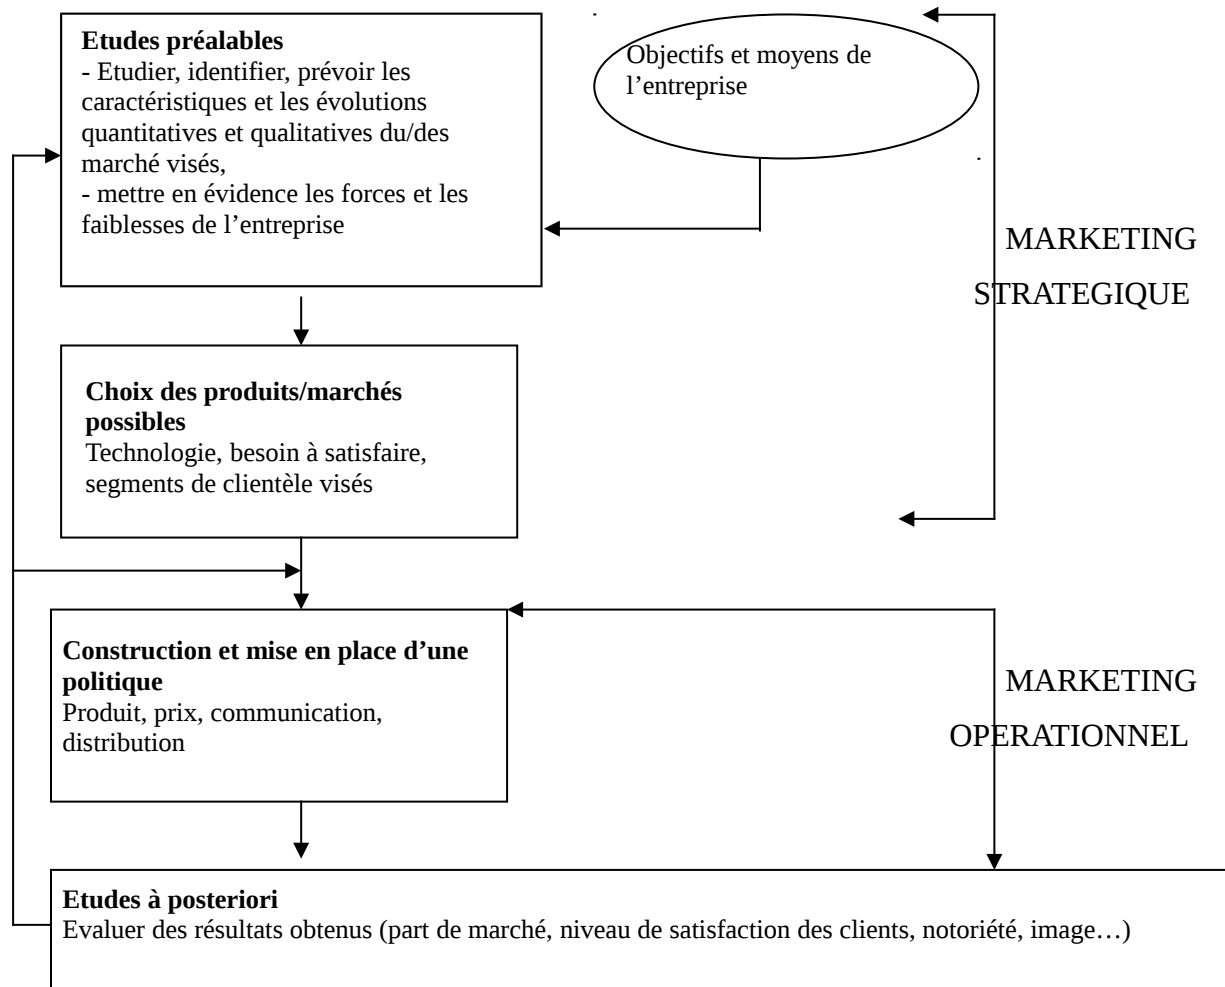 Etudes préalables
- Etudier, identifier, prévoir les
caractéristiques et les évolutions
quantitatives et qualitatives du/des
marché visés,
- mettre en évidence les forces et les
faiblesses de l’entreprise
Objectifs et moyens de
l’entreprise
MARKETING
STRATEGIQUE
Choix des produits/marchés
possibles
Technologie, besoin à satisfaire,
segments de clientèle visés
Construction et mise en place d’une
politique
Produit, prix, communication,
distribution
MARKETING
OPERATIONNEL
Etudes à posteriori
Evaluer des résultats obtenus (part de marché, niveau de satisfaction des clients, notoriété, image…)